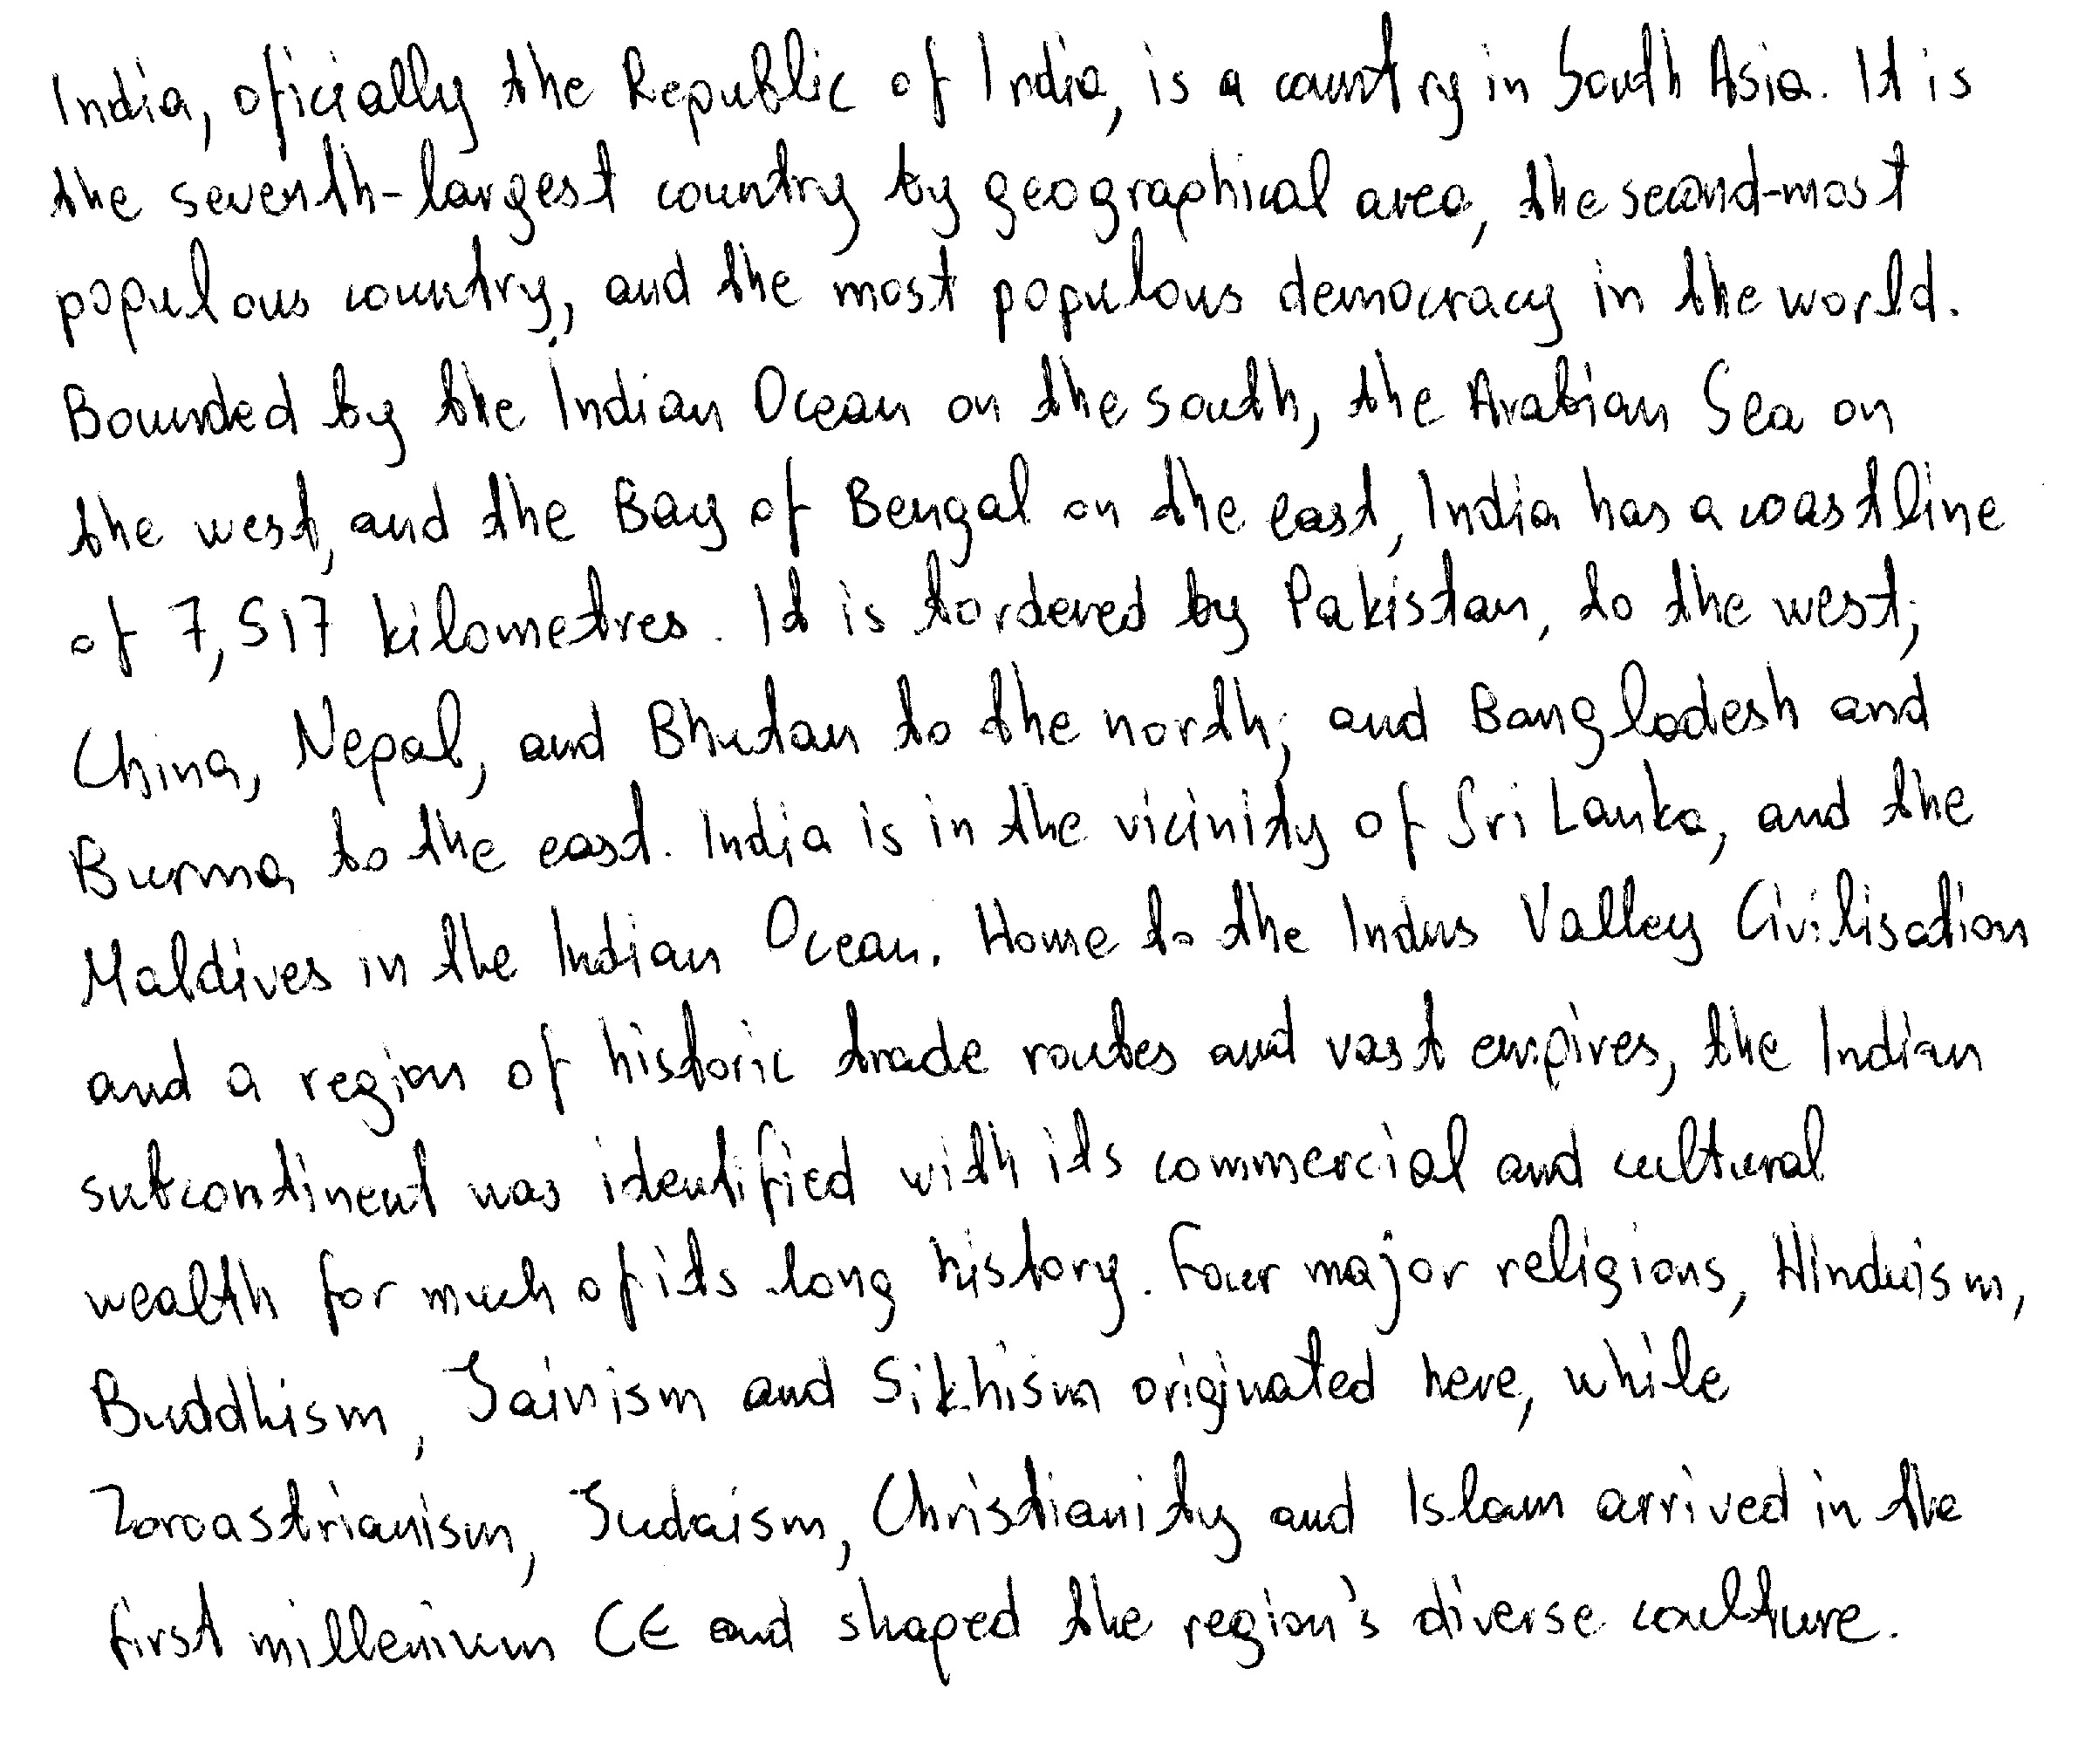 India, oficially the Republic of India, is a country in South Asia. It is
the seventh-largest country by geographical area, the second-most
populous country, and the most populous democracy in the world.
Bounded by the Indian Ocean on the south, the Arabian Sea on
the west, and the Bay of Bengal on the east, India has a coastline
of 7,517 kilometres. It is bordered by Pakistan, to the west;
China, Nepal, and Bhutan to the north; and Bangladesh and
Burma to the east. India is in the vicinity of Sri Lanka, and the
Maldives in the Indian Ocean. Home to the Indus Valley Civilisation
and a region of historic trade routes and vast empires, the Indian
subcontinent was identified with its commercial and cultural
wealth for much of its long history. Four major religions, Hinduism,
Buddhism, Jainism and Sikhism originated here, while
Zoroastrianism, Judaism, Christianity and Islam arrived in the
first millenium CE and shaped the region's diverse coulture.